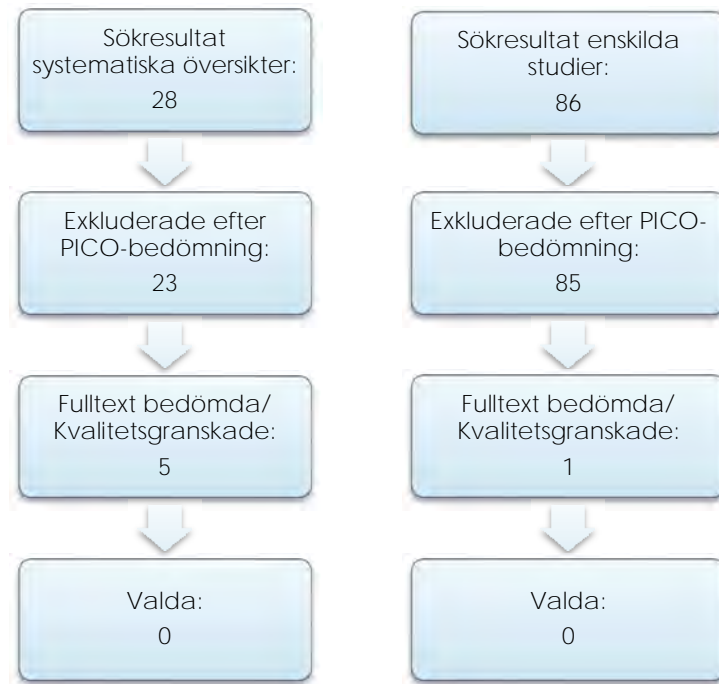 Sökresultat
systematiska översikter:
28
Exkluderade efter
PICO-bedömning:
23
Fulltext bedömda/
Kvalitetsgranskade:
5
Valda:
0
Sökresultat enskilda
studier:
86
Exkluderade efter PICO-
bedömning:
85
Fulltext bedömda/
Kvalitetsgranskade:
1
Valda:
0